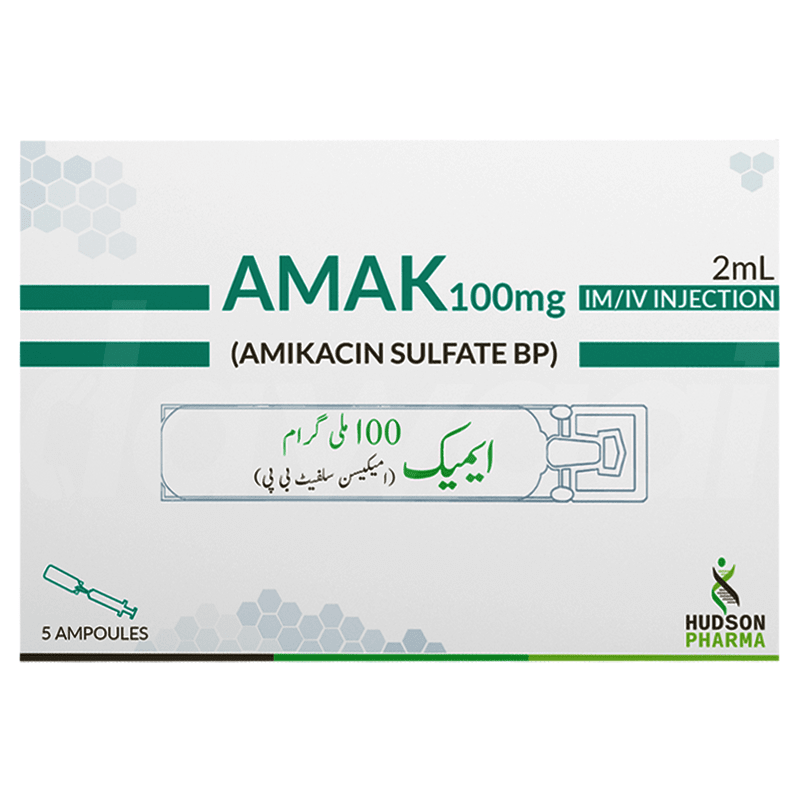 AMAK 100mg
2mL
IM/IV INJECTION
(AMIKACIN SULFATE BP)
ایمیک 100 ملی گرام
(امیکیسن سلفیٹ بی پی)
5 AMPOULES
HUDSON
PHARMA